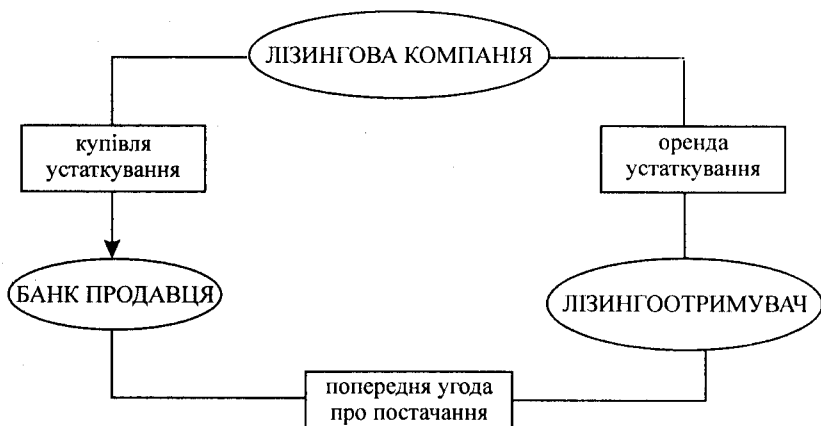 ЛІЗИНГОВА КОМПАНІЯ
купівля
устаткування
оренда
устаткування
БАНК ПРОДАВЦЯ
ЛІЗИНГООТРИМУВАЧ
попередня угода
про постачання